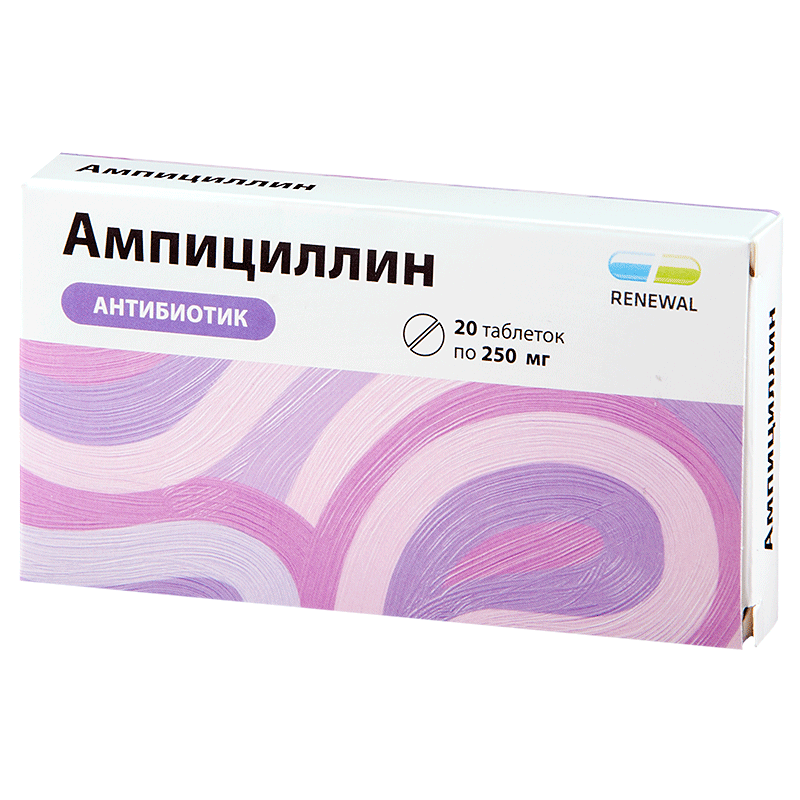 Ампициллин
Ампициллин
АНТИБИОТИК
20 таблеток
по 250 мг
RENEWAL
Ампициллин